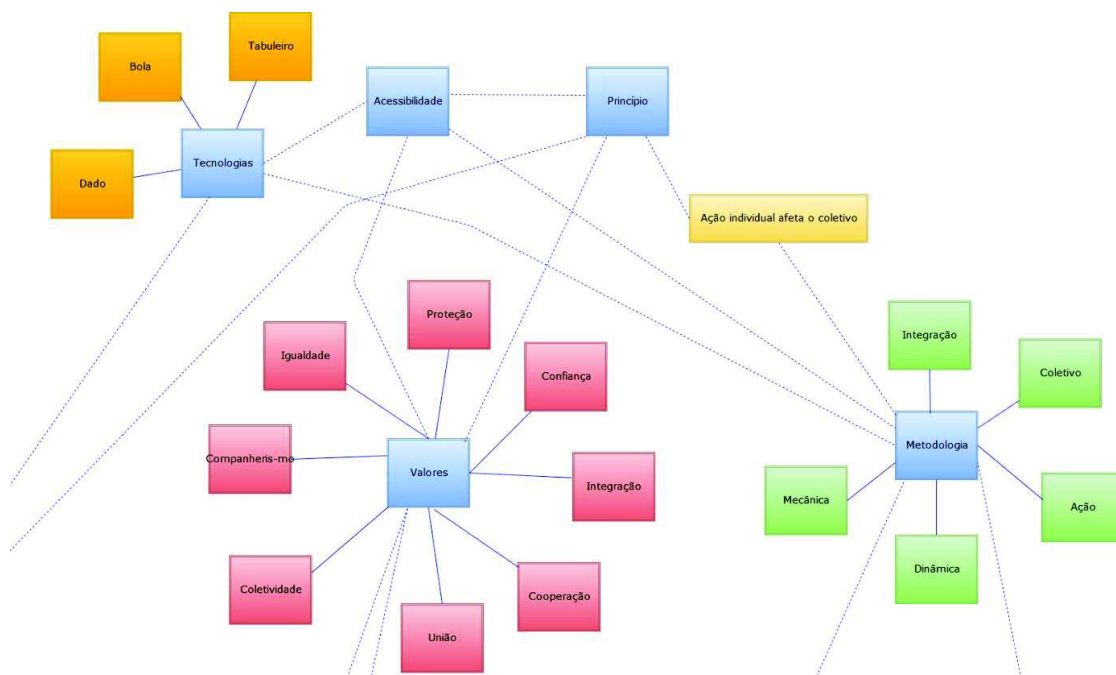 Tabuleiro
Bola
Acessibilidade
Princípio
Tecnologias
Dado
Ação individual afeta o coletivo
Proteção
Integração
Igualdade
Coletivo
Confiança
Metodologia
Companheris-mo
Valores
Integração
Mecânica
Ação
Dinâmica
Coletividade
Cooperação
União